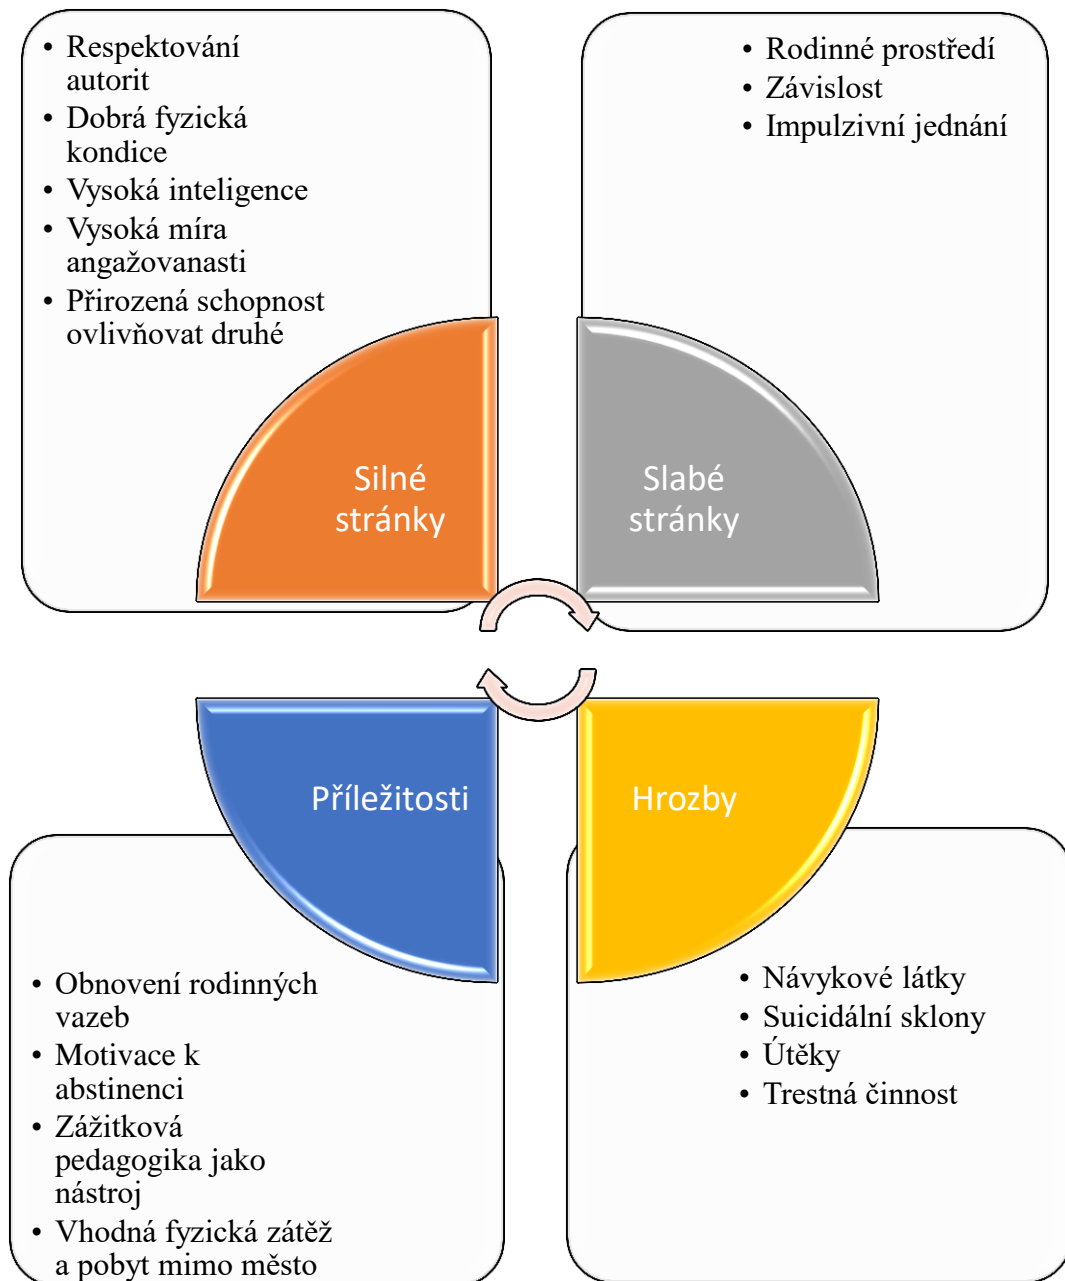 • Respektování
autorit
• Dobrá fyzická
kondice
• Vysoká inteligence
• Vysoká míra
angažovanasti
• Přirozená schopnost
ovlivňovat druhé
Silné
stránky
• Rodinné prostředí
• Závislost
• Impulzivní jednání
Slabé
stránky
Příležitosti
• Obnovení rodinných
vazeb
• Motivace k
abstinenci
• Zážitková
pedagogika jako
nástroj
• Vhodná fyzická zátěž
a pobyt mimo město
Hrozby
• Návykové látky
• Suicidální sklony
• Útěky
• Trestná činnost